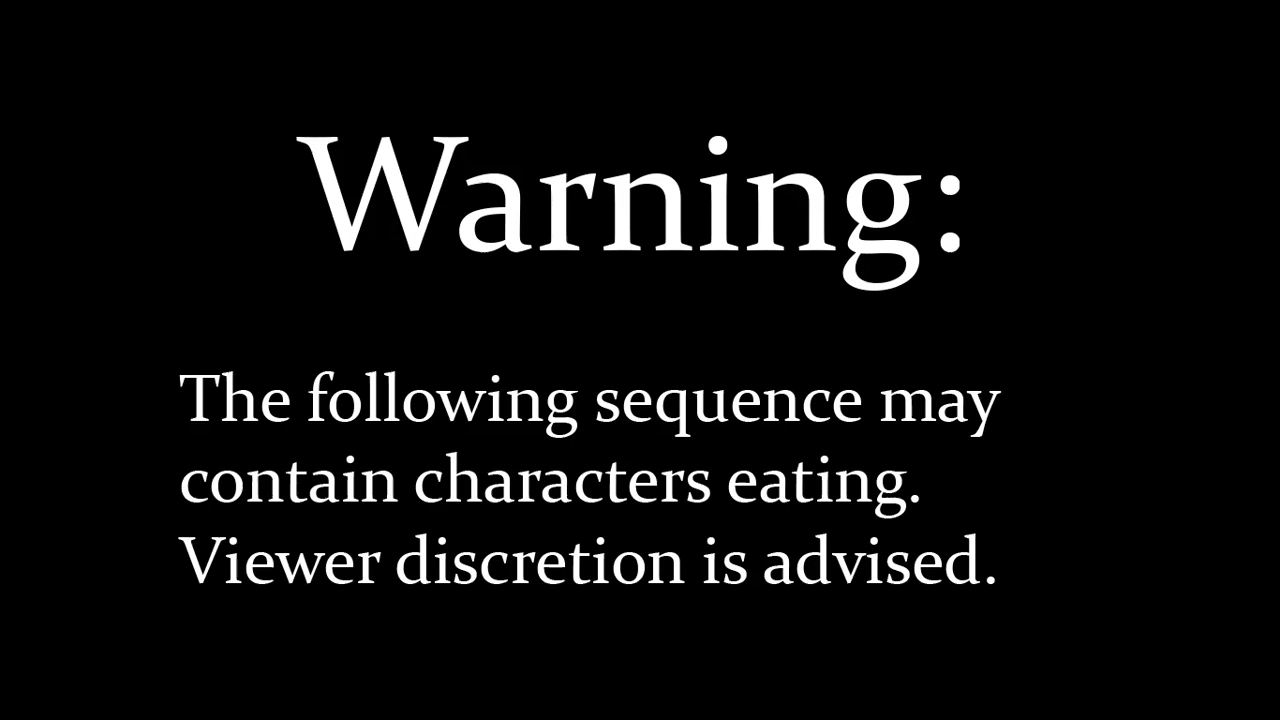 Warning:
The following sequence may
contain characters eating.
Viewer discretion is advised.